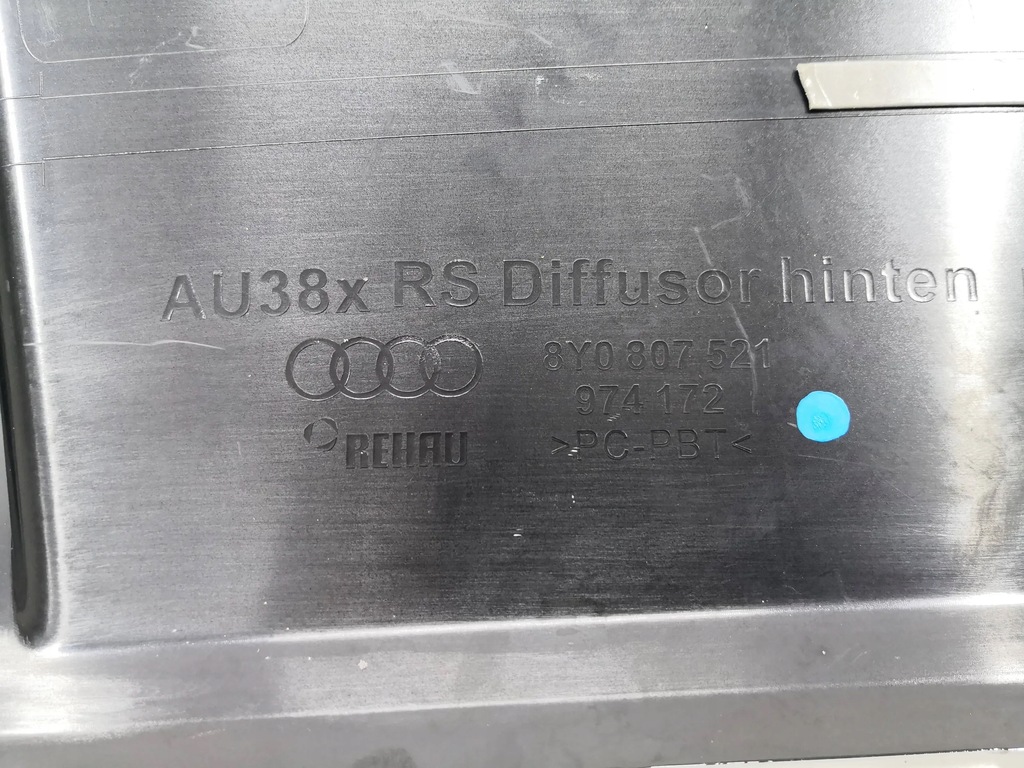 AU38x RS Diffusor hinten
8Y0 807 521
974 172
REHAU >PC-PBT<